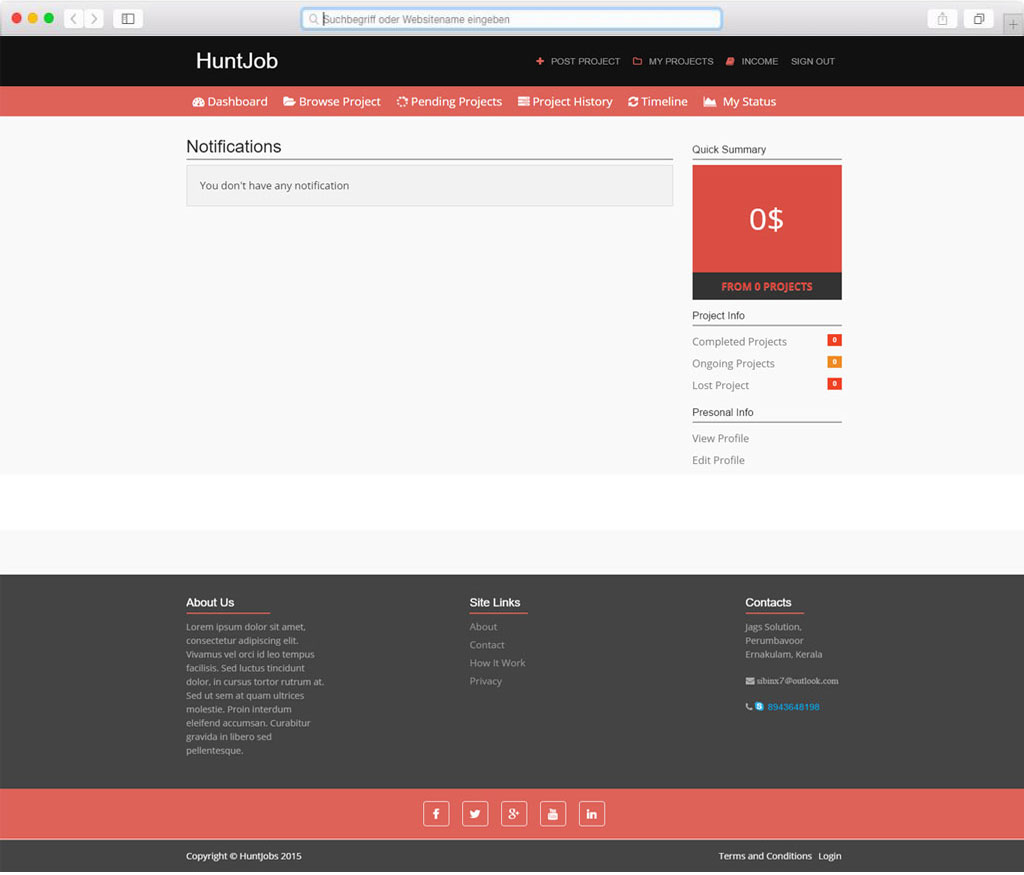 Suchbegriff oder Websitename eingeben
HuntJob
POST PROJECT MY PROJECTS INCOME SIGN OUT
Dashboard Browse Project Pending Projects Project History Timeline My Status
Notifications
You don't have any notification
Quick Summary
0$
FROM 0 PROJECTS
Project Info
Completed Projects 0
Ongoing Projects 0
Lost Project 0
Presonal Info
View Profile
Edit Profile
About Us
Lorem ipsum dolor sit amet,
consectetur adipiscing elit.
Vivamus vel orci id leo tempus
facilisis. Sed luctus tincidunt
dolor, in cursus tortor rutrum at.
Sed ut sem at quam ultrices
molestie. Proin interdum
eleifend accumsan. Curabitur
gravida in libero sed
pellentesque.
Site Links
About
Contact
How It Work
Privacy
Contacts
Jags Solution,
Perumbavoor
Ernakulam, Kerala
sibinx7@outlook.com
8943648198
Copyright © HuntJobs 2015
Terms and Conditions Login